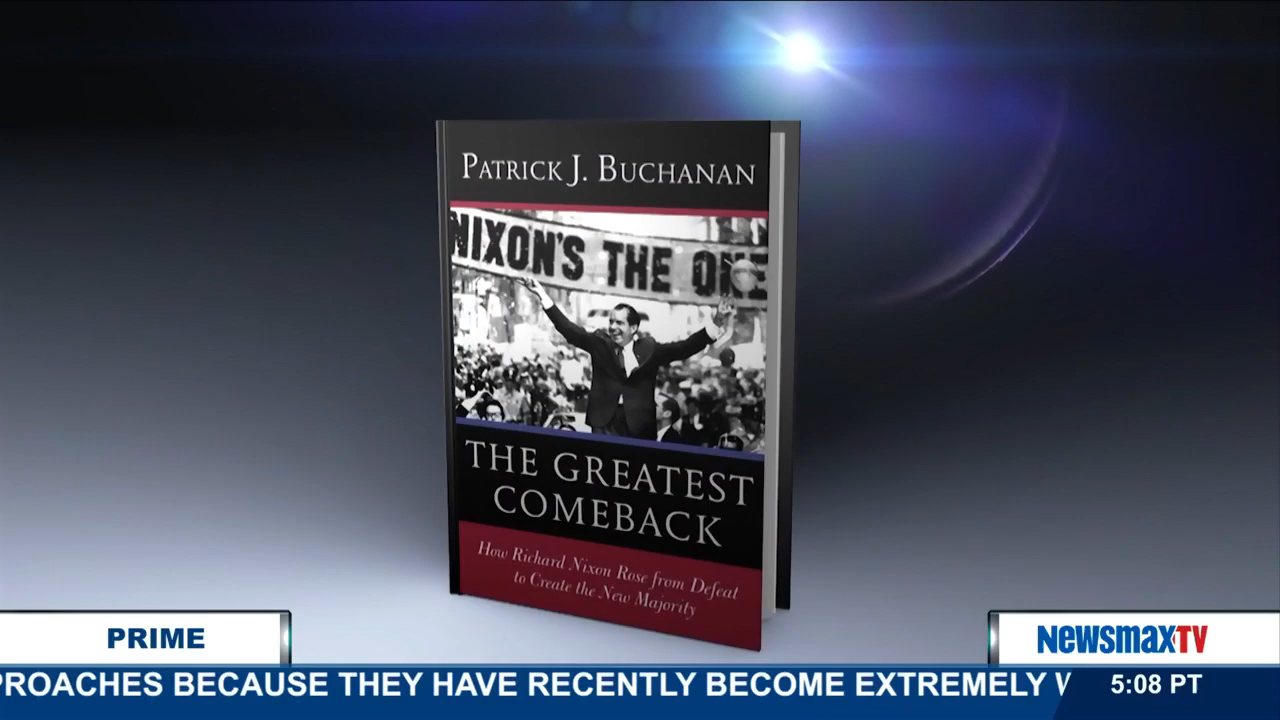 PATRICK J. BUCHANAN
NIXON'S THE ONE
THE GREATEST
COMEBACK
How Richard Nixon Rose from Defeat
to Create the New Majority
PRIME
NEWSMAXTV
PROACHES BECAUSE THEY HAVE RECENTLY BECOME EXTREMELY
5:08 PT